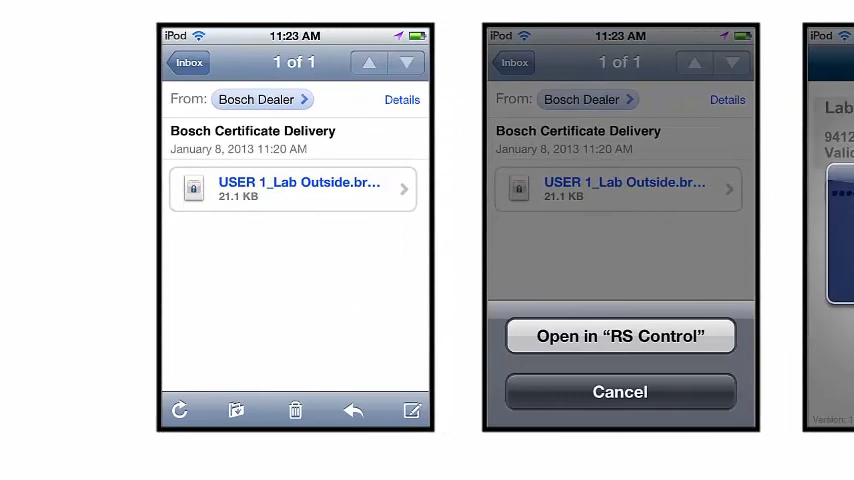 iPod 11:23 AM
Inbox 1 of 1
From: Bosch Dealer Details
Bosch Certificate Delivery
January 8, 2013 11:20 AM
USER 1_Lab Outside.br...
21.1 KB
iPod 11:23 AM
Inbox 1 of 1
From: Bosch Dealer Details
Bosch Certificate Delivery
January 8, 2013 11:20 AM
USER 1_Lab Outside.br...
21.1 KB
Open in “RS Control”
Cancel
iPod
Lab
9412
Valid
Version: 1